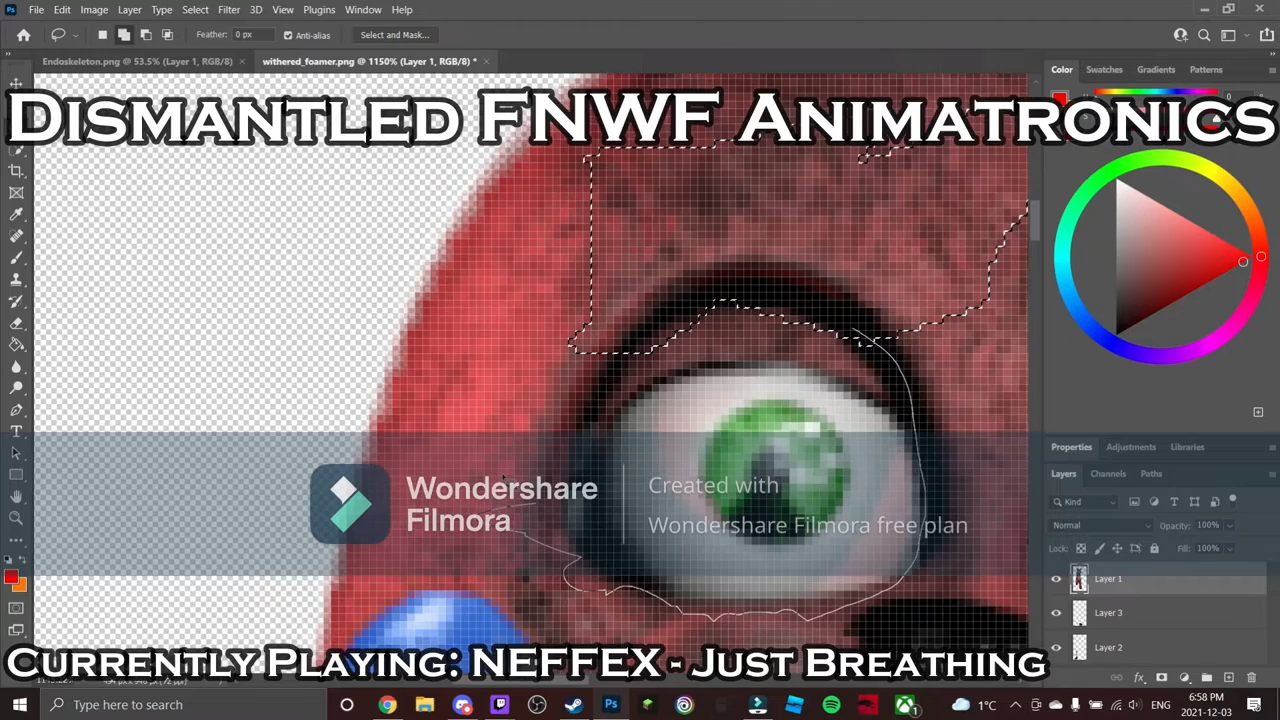 File Edit Image Layer Type Select Filter 3D View Plugins Window Help
Feather: 0 px Anti-alias Select and Mask...
Endoskeleton.png @ 53.5% (Layer 1, RGB/8) × withered_foamer.png @ 1150% (Layer 1, RGB/8) * ×
Color Swatches Gradients Patterns
Dismantled FNWF Animatronics
Properties Adjustments Libraries
Layers Channels Paths
Kind
Wondershare
Filmora
Created with
Wondershare Filmora free plan
Normal Opacity: 100%
Lock: Fill: 100%
Layer 1
Layer 3
Layer 2
Currently Playing: NEFFEX - Just Breathing
Type here to search
1°C
6:58 PM
2021-12-03